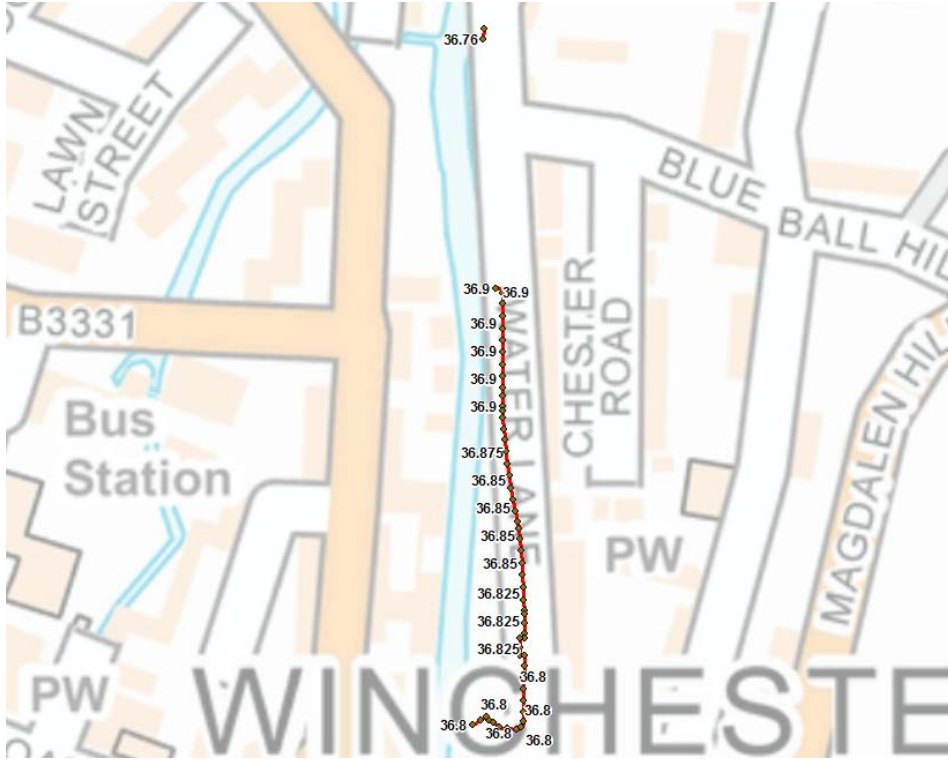 36.76
LAWN
STREET
BLUE BALL HIL
36.9
36.9
B3331
36.9
36.9
36.9
36.9
WATER LANE
CHESTER
ROAD
MAGDALEN HIL
Bus
Station
36.875
36.85
36.85
36.85
36.85
PW
36.825
36.825
36.825
PW
WINCHESTE
36.8
36.8
36.8
36.8
36.8
36.8